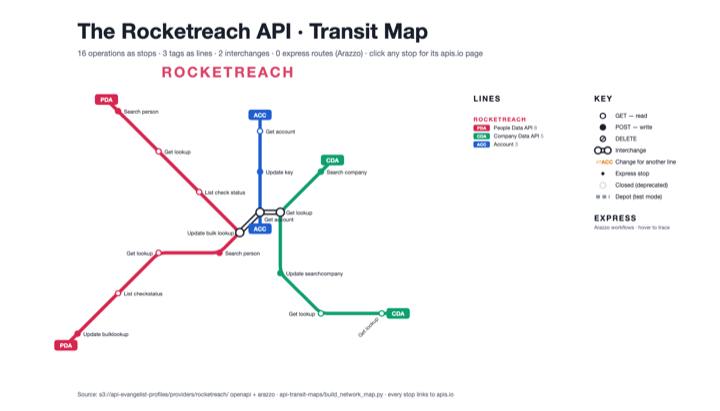 The Rocketreach API · Transit Map
16 operations as stops · 3 tags as lines · 2 interchanges · 0 express routes (Arazzo) · click any stop for its apis.io page
ROCKETREACH
PDA
Search person
Get lookup
List check status
Update bulk lookup
ACC
Get account
Update key
Get account
ACC
CDA
Search company
Get lookup
Get lookup
Search person
List checkstatus
Update bulklookup
PDA
Update searchcompany
Get lookup
Get lookup
CDA
LINES
ROCKETREACH
PDA People Data API 8
CDA Company Data API 5
ACC Account 3
KEY
GET — read
POST — write
DELETE
Interchange
⇄ACC Change for another line
Express stop
Closed (deprecated)
Depot (test mode)
EXPRESS
Arazzo workflows · hover to trace
Source: s3://api-evangelist-profiles/providers/rocketreach/ openapi + arazzo · api-transit-maps/build_network_map.py · every stop links to apis.io